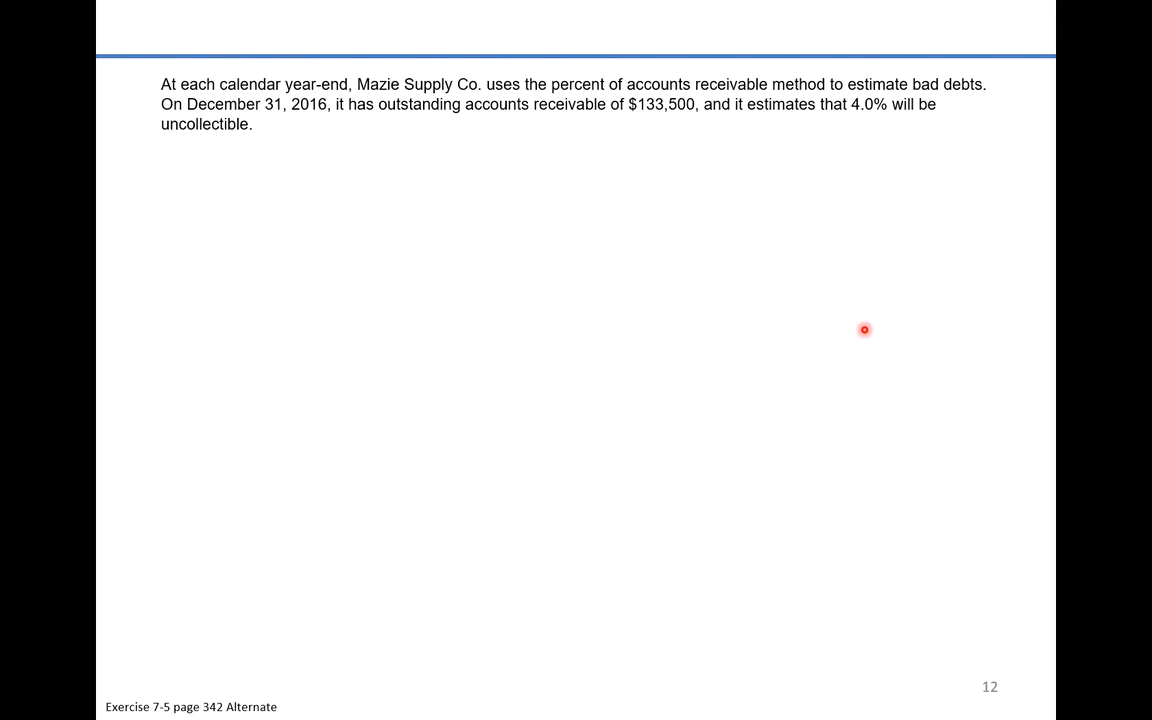 At each calendar year-end, Mazie Supply Co. uses the percent of accounts receivable method to estimate bad debts.
On December 31, 2016, it has outstanding accounts receivable of $133,500, and it estimates that 4.0% will be
uncollectible.
12
Exercise 7-5 page 342 Alternate